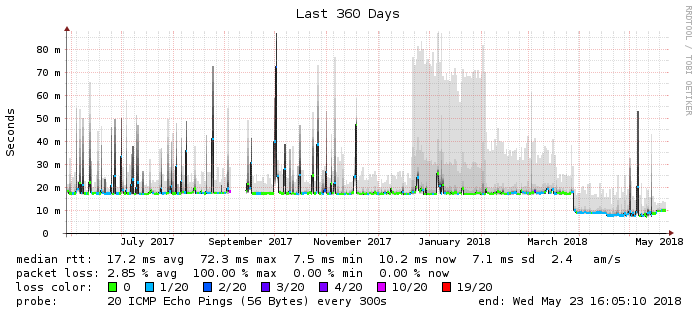 Last 360 Days
RRDTOOL / TOBI OETIKER
Seconds
80 m
70 m
60 m
50 m
40 m
30 m
20 m
10 m
0
July 2017 September 2017 November 2017 January 2018 March 2018 May 2018
median rtt: 17.2 ms avg 72.3 ms max 7.5 ms min 10.2 ms now 7.1 ms sd 2.4 am/s
packet loss: 2.85 % avg 100.00 % max 0.00 % min 0.00 % now
loss color: 0 1/20 2/20 3/20 4/20 10/20 19/20
probe: 20 ICMP Echo Pings (56 Bytes) every 300s end: Wed May 23 16:05:10 2018